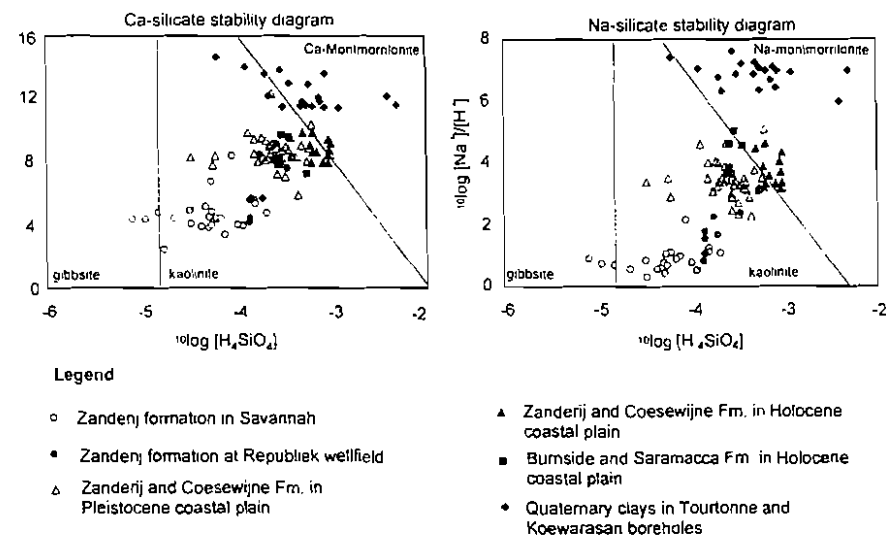 Ca-silicate stability diagram
16
12
8
4
0
Ca-Montmorrilonite
gibbsite
kaolinite
-6
-5
-4
-3
-2
¹⁰log [H₄SiO₄]
Na-silicate stability diagram
8
6
4
2
0
¹⁰log [Na⁺]/[H⁺]
Na-montmorrilonite
gibbsite
kaolinite
-6
-5
-4
-3
-2
¹⁰log [H₄SiO₄]
Legend
Zanderij formation in Savannah
Zanderij formation at Republiek wellfield
Zanderij and Coesewijne Fm. in
Pleistocene coastal plain
Zanderij and Coesewijne Fm. in Holocene
coastal plain
Burnside and Saramacca Fm in Holocene
coastal plain
Quaternary clays in Tourtonne and
Koewarasan boreholes